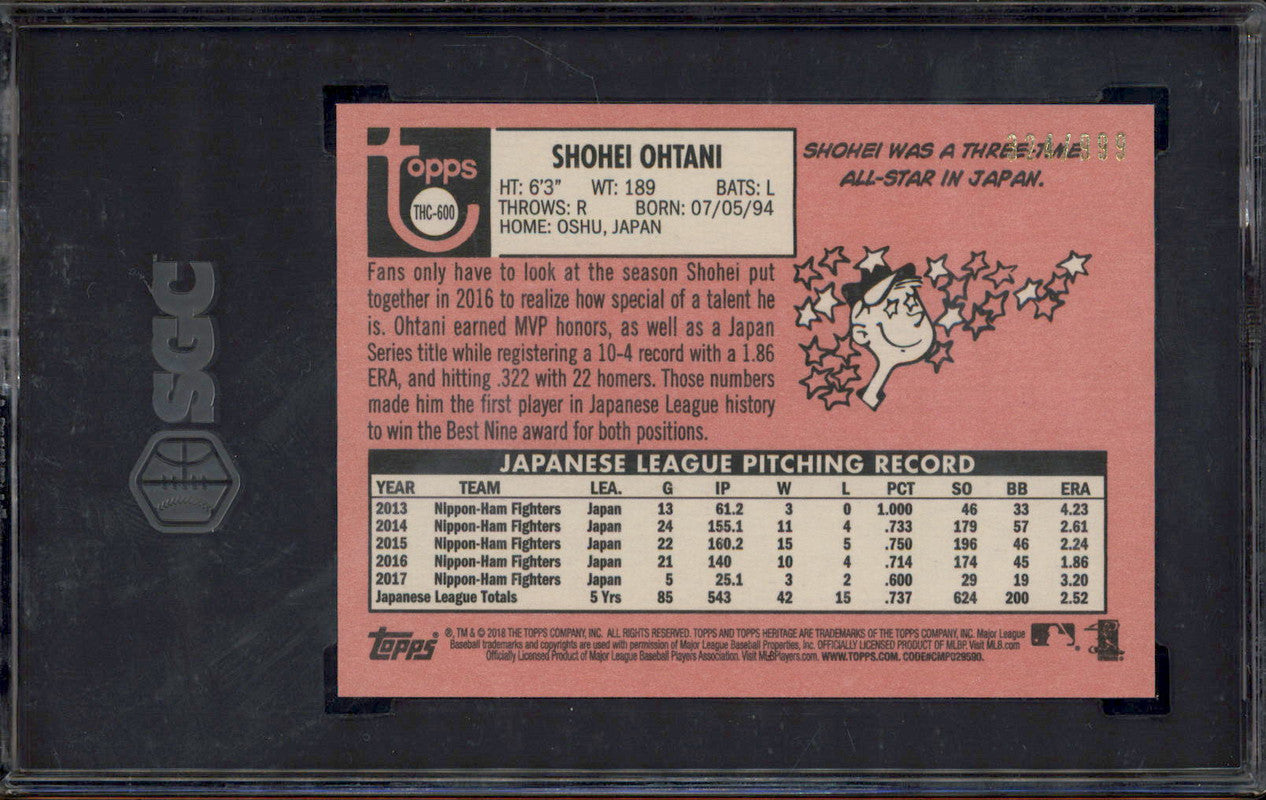 SGC
topps
THC-600
SHOHEI OHTANI
HT: 6'3" WT: 189 BATS: L
THROWS: R BORN: 07/05/94
HOME: OSHU, JAPAN
SHOHEI WAS A THREE-TIME
ALL-STAR IN JAPAN.
Fans only have to look at the season Shohei put
together in 2016 to realize how special of a talent he
is. Ohtani earned MVP honors, as well as a Japan
Series title while registering a 10-4 record with a 1.86
ERA, and hitting .322 with 22 homers. Those numbers
made him the first player in Japanese League history
to win the Best Nine award for both positions.
JAPANESE LEAGUE PITCHING RECORD
YEAR TEAM LEA. G IP W L PCT SO BB ERA
2013 Nippon-Ham Fighters Japan 13 61.2 3 0 1.000 46 33 4.23
2014 Nippon-Ham Fighters Japan 24 155.1 11 4 .733 179 57 2.61
2015 Nippon-Ham Fighters Japan 22 160.2 15 5 .750 196 46 2.24
2016 Nippon-Ham Fighters Japan 21 140 10 4 .714 174 45 1.86
2017 Nippon-Ham Fighters Japan 5 25.1 3 2 .600 29 19 3.20
Japanese League Totals 5 Yrs 85 543 42 15 .737 624 200 2.52
topps
®, TM & © 2018 THE TOPPS COMPANY, INC. ALL RIGHTS RESERVED. TOPPS AND TOPPS HERITAGE ARE TRADEMARKS OF THE TOPPS COMPANY, INC. Major League
Baseball trademarks and copyrights are used with permission of Major League Baseball Properties, Inc. OFFICIALLY LICENSED PRODUCT OF MLBP. Visit MLB.com
Officially Licensed Product of Major League Baseball Players Association. Visit MLBPlayers.com. WWW.TOPPS.COM. CODE#CMP029590.